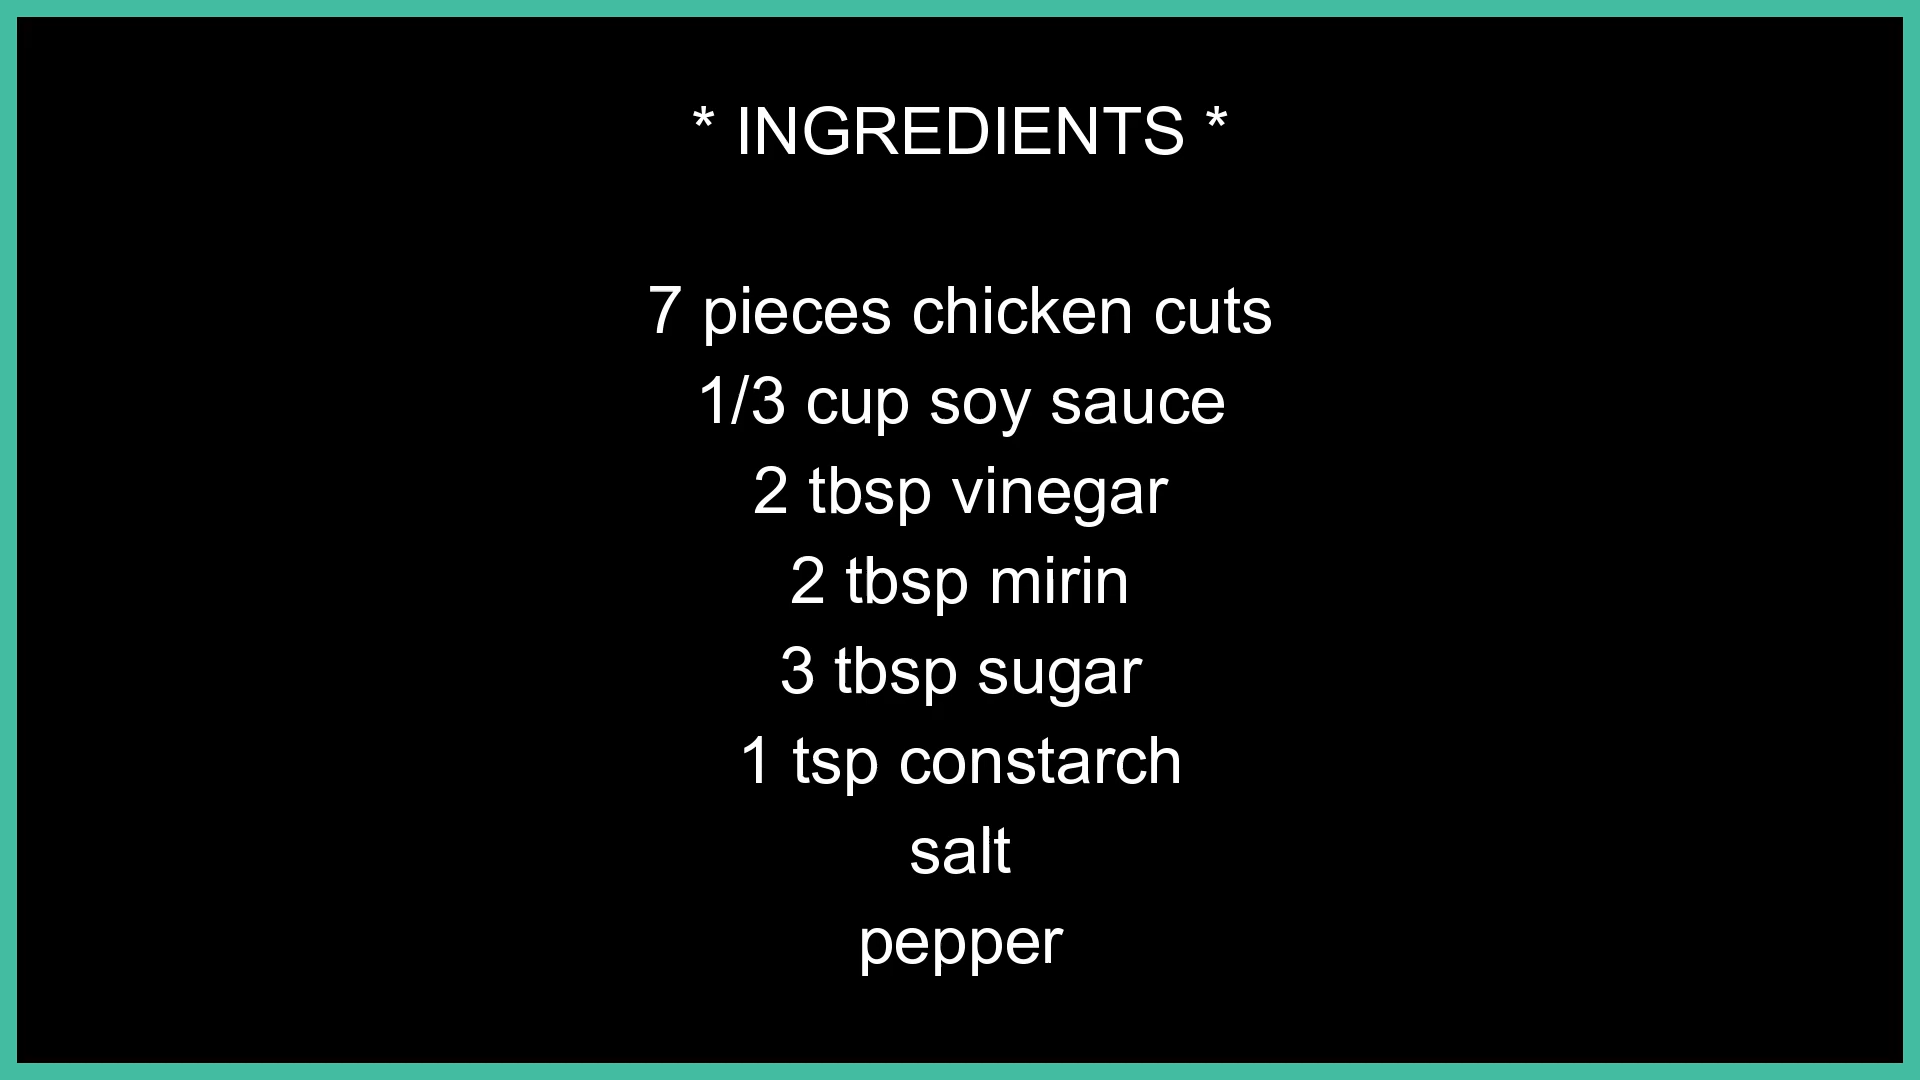 * INGREDIENTS *
7 pieces chicken cuts
1/3 cup soy sauce
2 tbsp vinegar
2 tbsp mirin
3 tbsp sugar
1 tsp constarch
salt
pepper